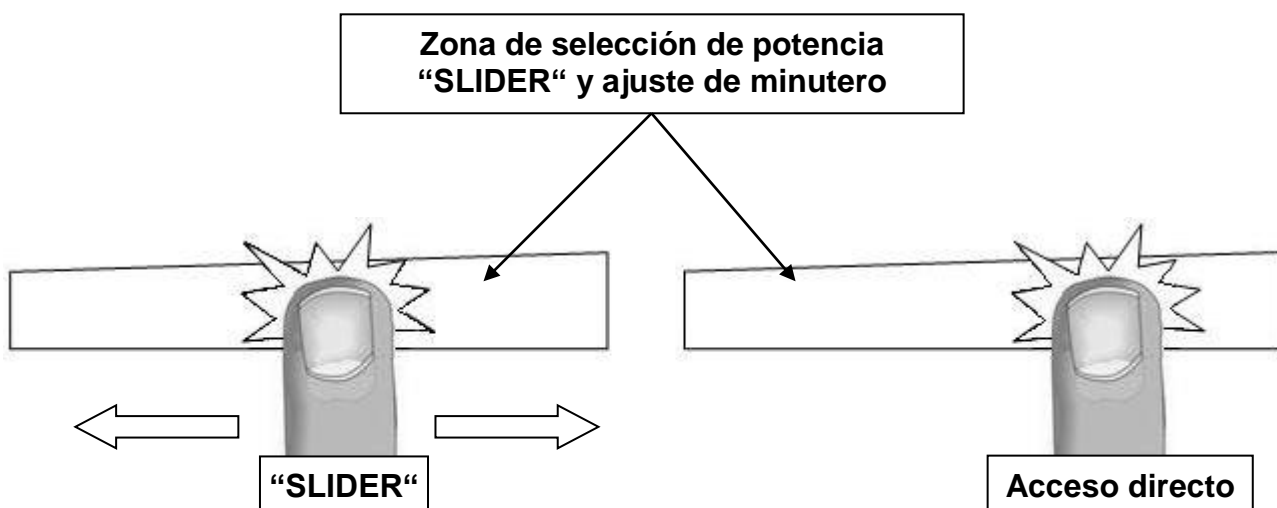 Zona de selección de potencia
“SLIDER“ y ajuste de minutero
“SLIDER“
Acceso directo